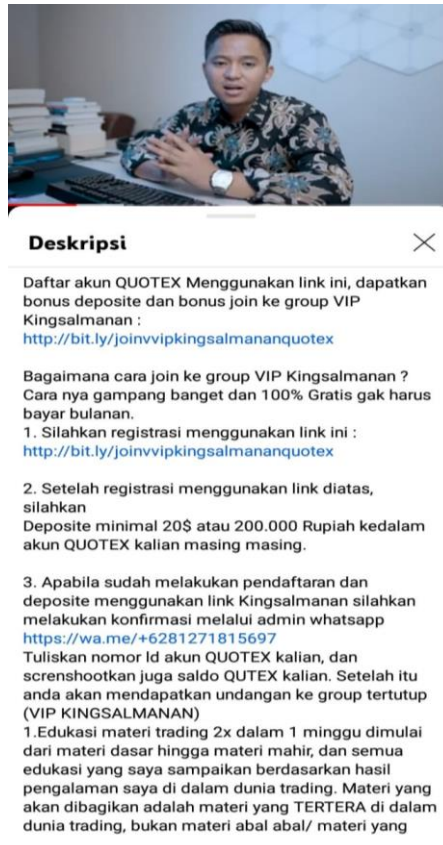 Deskripsi
Daftar akun QUOTEX Menggunakan link ini, dapatkan
bonus deposite dan bonus join ke group VIP
Kingsalmanan :
http://bit.ly/joinvvipkingsalmananquotex
Bagaimana cara join ke group VIP Kingsalmanan ?
Cara nya gampang banget dan 100% Gratis gak harus
bayar bulanan.
1. Silahkan registrasi menggunakan link ini :
http://bit.ly/joinvvipkingsalmananquotex
2. Setelah registrasi menggunakan link diatas,
silahkan
Deposite minimal 20$ atau 200.000 Rupiah kedalam
akun QUOTEX kalian masing masing.
3. Apabila sudah melakukan pendaftaran dan
deposite menggunakan link Kingsalmanan silahkan
melakukan konfirmasi melalui admin whatsapp
https://wa.me/+6281271815697
Tuliskan nomor Id akun QUOTEX kalian, dan
screnshootkan juga saldo QUTEX kalian. Setelah itu
anda akan mendapatkan undangan ke group tertutup
(VIP KINGSALMANAN)
1.Edukasi materi trading 2x dalam 1 minggu dimulai
dari materi dasar hingga materi mahir, dan semua
edukasi yang saya sampaikan berdasarkan hasil
pengalaman saya di dalam dunia trading. Materi yang
akan dibagikan adalah materi yang TERTERA di dalam
dunia trading, bukan materi abal abal/ materi yang